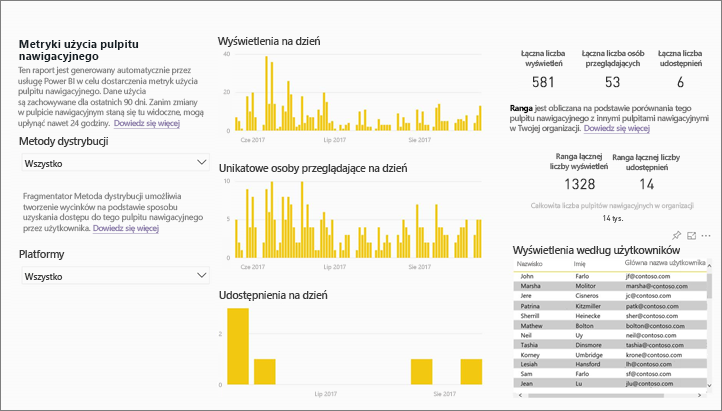 Metryki użycia pulpitu
nawigacyjnego
Ten raport jest generowany automatycznie przez
usługę Power BI w celu dostarczenia metryk użycia
pulpitu nawigacyjnego. Dane użycia
są zachowywane dla ostatnich 90 dni. Zanim zmiany
w pulpicie nawigacyjnym staną się tu widoczne, mogą
upłynąć nawet 24 godziny. Dowiedz się więcej
Metody dystrybucji
Wszystko
Fragmentator Metoda dystrybucji umożliwia
tworzenie wycinków na podstawie sposobu
uzyskania dostępu do tego pulpitu nawigacyjnego
przez użytkownika. Dowiedz się więcej
Platformy
Wszystko
Wyświetlenia na dzień
40
20
0
Cze 2017 Lip 2017 Sie 2017
Unikatowe osoby przeglądające na dzień
10
5
0
Cze 2017 Lip 2017 Sie 2017
Udostępnienia na dzień
2
0
Lip 2017 Sie 2017
Łączna liczba wyświetleń
581
Łączna liczba osób przeglądających
53
Łączna liczba udostępnień
6
Ranga jest obliczana na podstawie porównania tego
pulpitu nawigacyjnego z innymi pulpitami nawigacyjnymi
w Twojej organizacji. Dowiedz się więcej
Ranga łącznej liczby wyświetleń
1328
Ranga łącznej liczby udostępnień
14
Całkowita liczba pulpitów nawigacyjnych w organizacji
14 tys.
Wyświetlenia według użytkowników
Nazwisko Imię Główna nazwa użytkownika
John Farlo jf@contoso.com
Marsha Molitor marsha@contoso.com
Jere Cisneros jc@contoso.com
Patrina Kitzmiller patk@contoso.com
Sherrill Heinecke sher@contoso.com
Mathew Bolton bolton@contoso.com
Neil Uy neil@contoso.com
Tashia Dinsmore tashia@contoso.com
Korney Umbridge krone@contoso.com
Lesiah Hansford lh@contoso.com
Sam Farlo sf@contoso.com
Jean Lu jlu@contoso.com